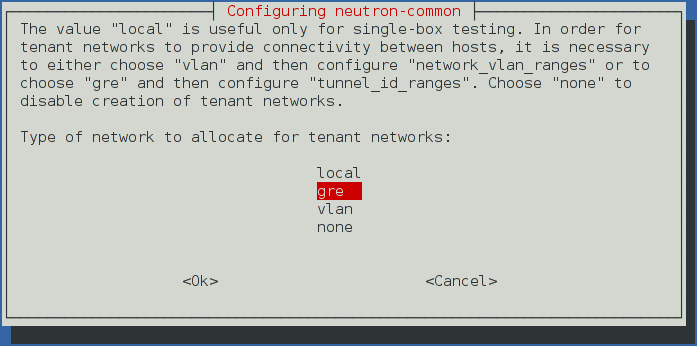 Configuring neutron-common
The value "local" is useful only for single-box testing. In order for
tenant networks to provide connectivity between hosts, it is necessary
to either choose "vlan" and then configure "network_vlan_ranges" or to
choose "gre" and then configure "tunnel_id_ranges". Choose "none" to
disable creation of tenant networks.
Type of network to allocate for tenant networks:
local
gre
vlan
none
<Ok> <Cancel>